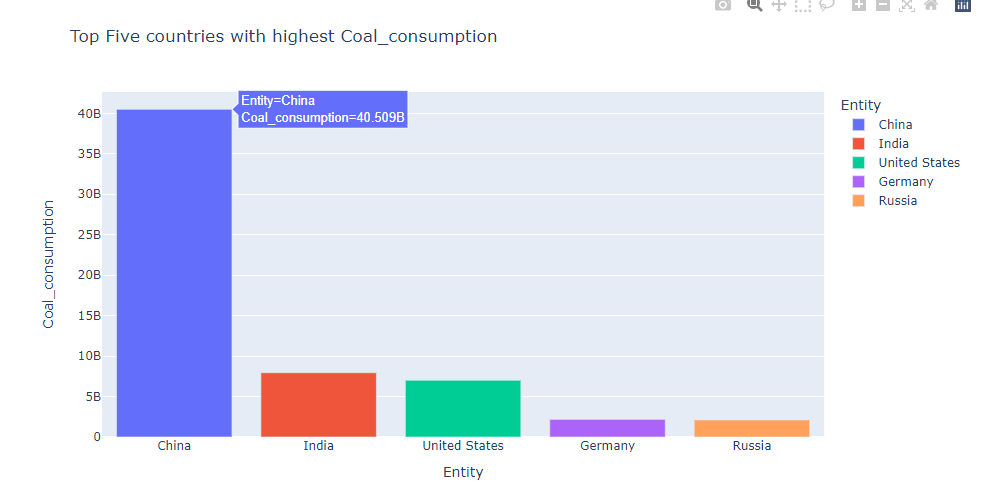 Top Five countries with highest Coal_consumption
Entity=China
Coal_consumption=40.509B
40B
35B
30B
25B
20B
15B
10B
5B
0
Coal_consumption
China
India
United States
Germany
Russia
Entity
Entity
China
India
United States
Germany
Russia